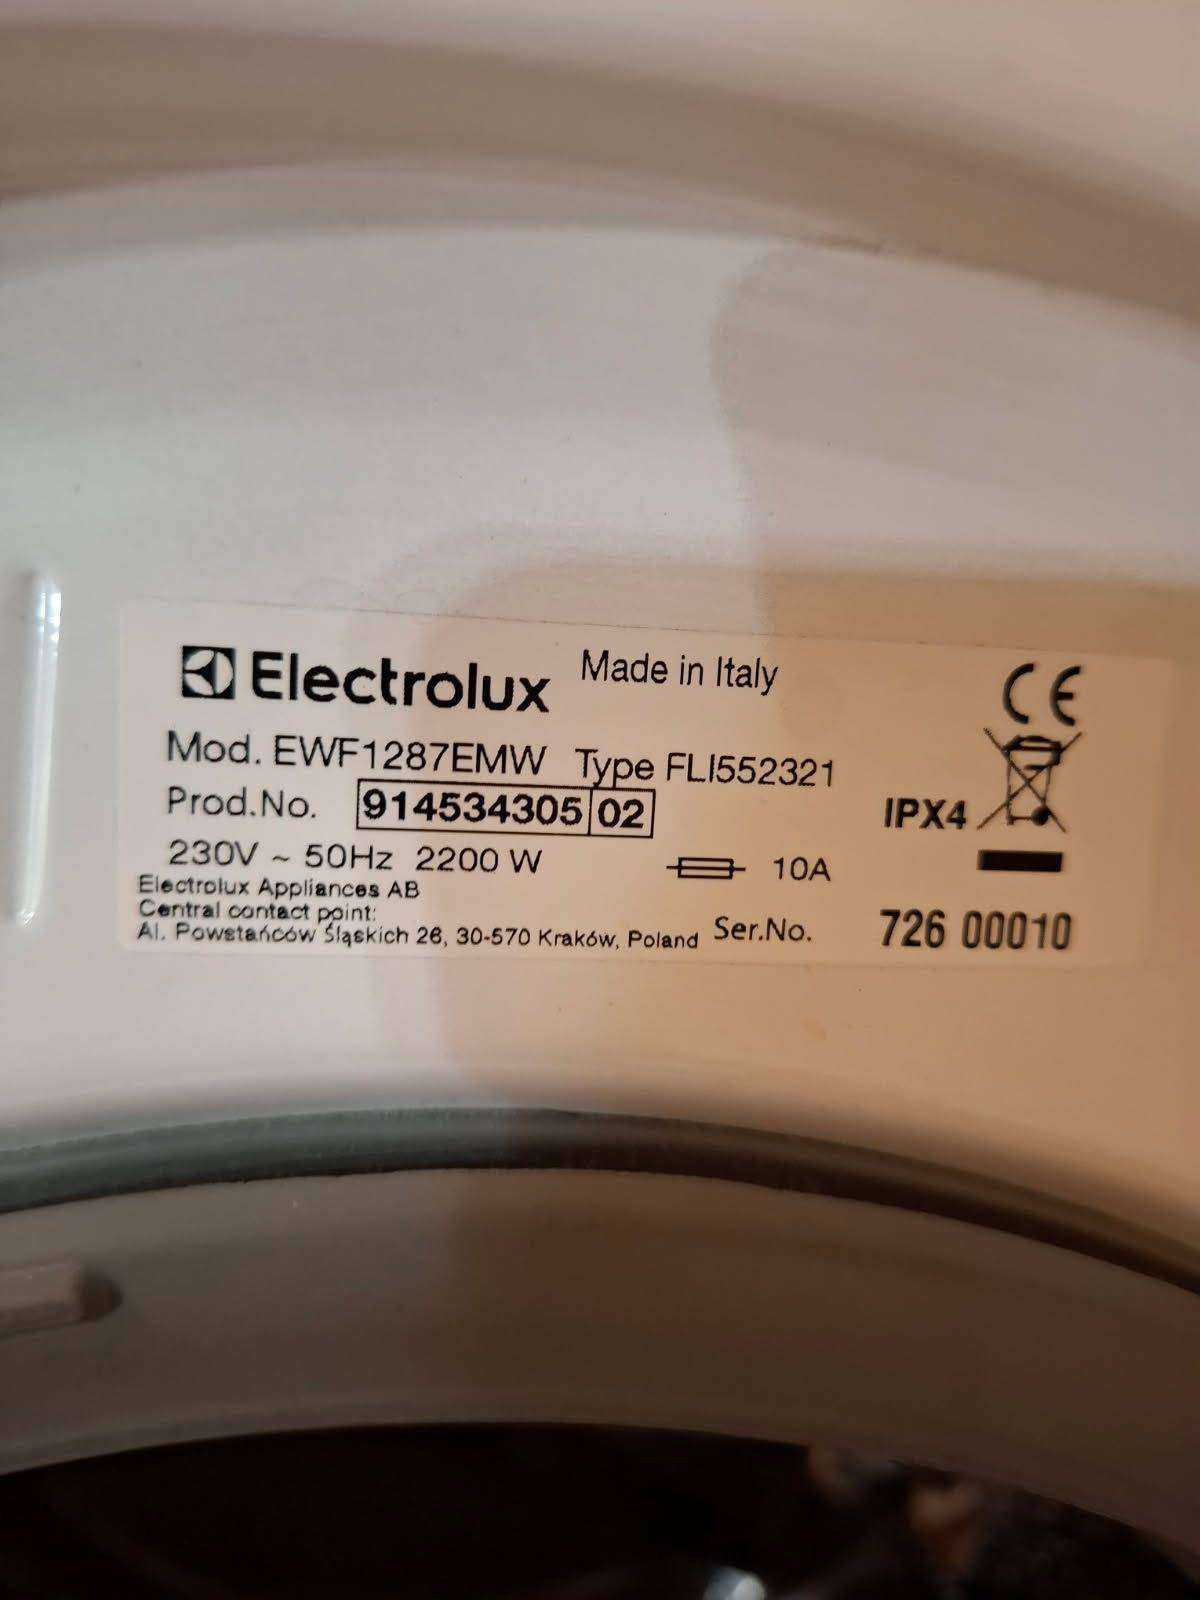 Electrolux Made in Italy
CE
Mod. EWF1287EMW Type FLI552321
Prod.No. 914534305 02
IPX4
230V ~ 50Hz 2200 W 10A
Electrolux Appliances AB
Central contact point:
Al. Powstańców Śląskich 26, 30-570 Kraków, Poland
Ser.No. 726 00010